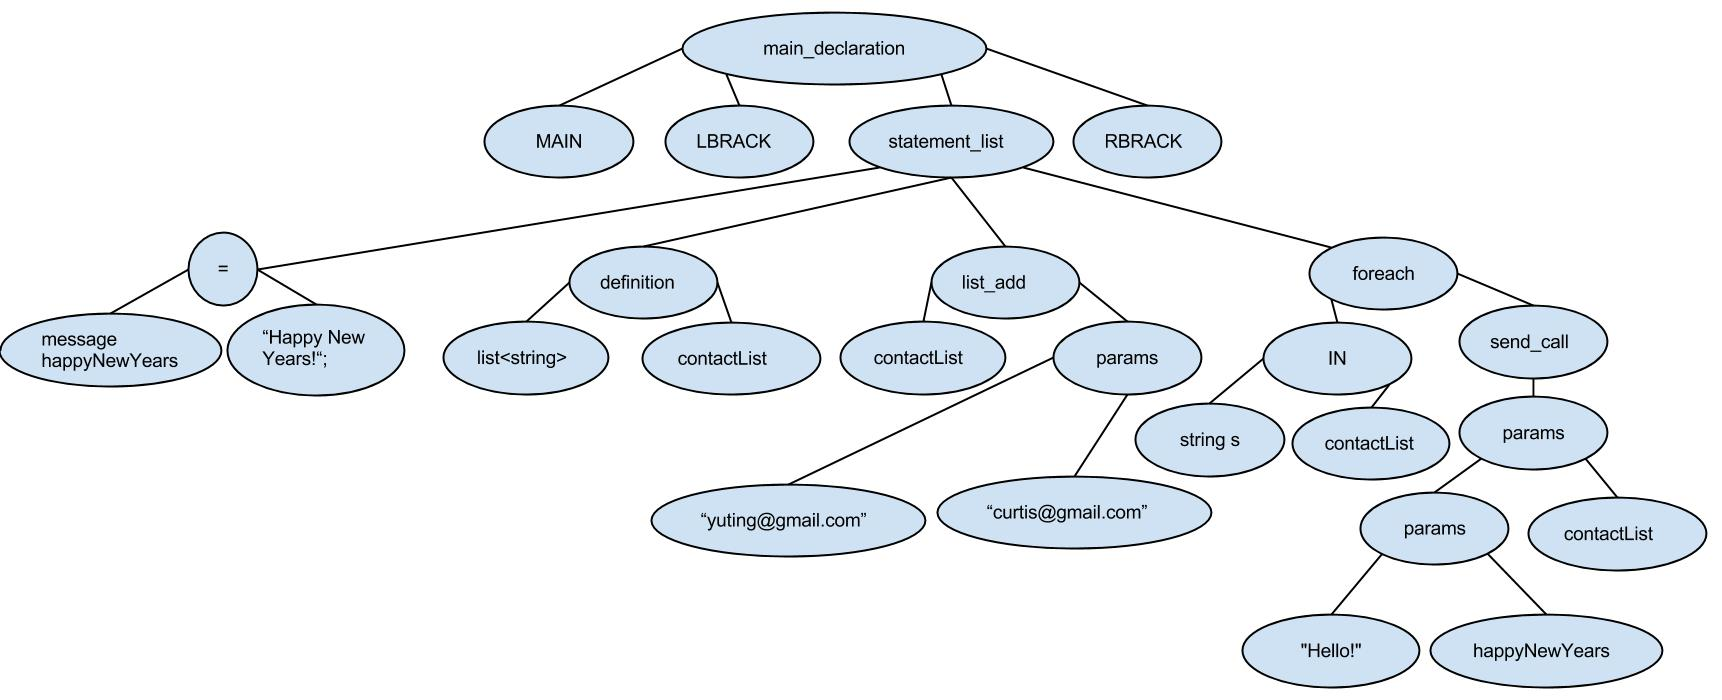 main_declaration
MAIN
LBRACK
statement_list
RBRACK
=
definition
list_add
foreach
message
happyNewYears
“Happy New
Years!“;
list<string>
contactList
contactList
params
IN
send_call
string s
contactList
params
“yuting@gmail.com”
“curtis@gmail.com”
params
contactList
"Hello!"
happyNewYears